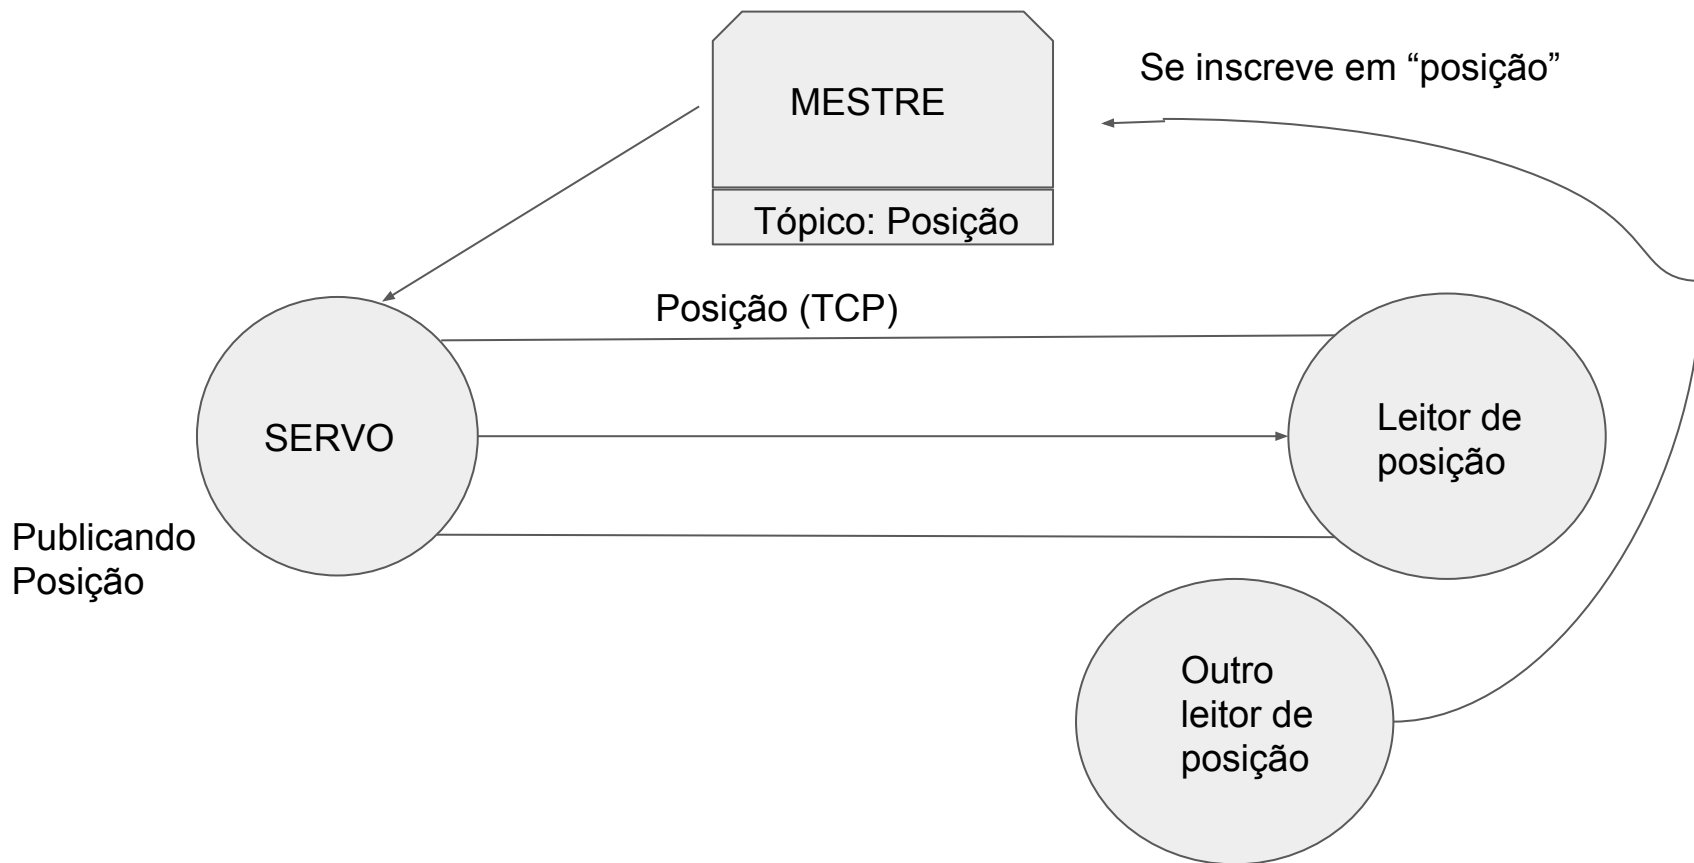 MESTRE
Se inscreve em “posição”
Tópico: Posição
Posição (TCP)
SERVO
Leitor de
posição
Publicando
Posição
Outro
leitor de
posição